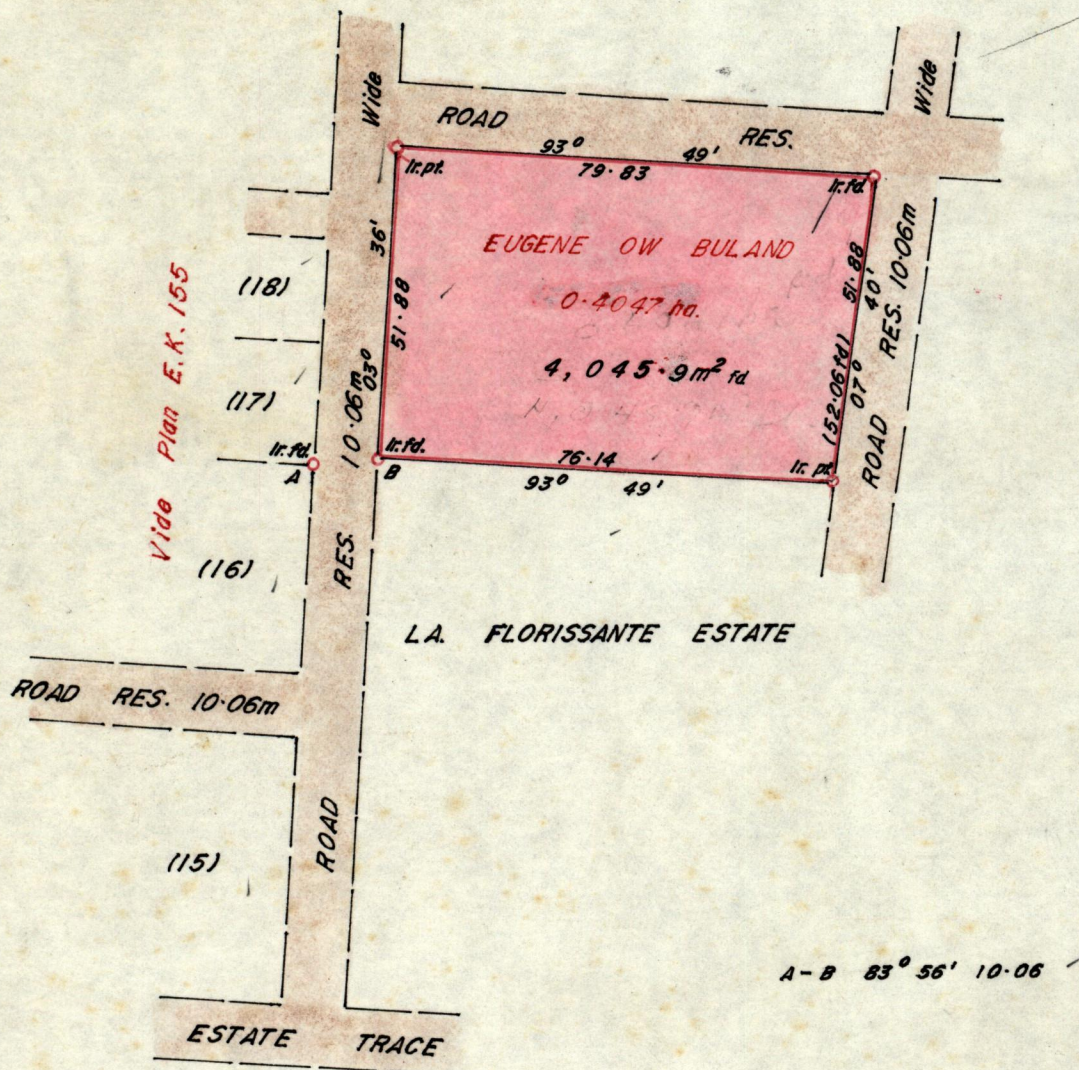 Wide
Wide
ROAD RES.
93° 49'
79·83
Ir.pt.
Ir.fd.
EUGENE OW BULAND
0·4047 ha.
4,045·9m² fd
36'
51·88
03°
51·88
40'
(52·06fd)
07°
ROAD RES. 10·06m
Vide Plan E.K. 155
(18)
(17)
Ir.fd.
A
10·06m
Ir.fd.
B
76·14
93° 49'
Ir. pt.
(16)
RES.
LA. FLORISSANTE ESTATE
ROAD RES. 10·06m
ROAD
(15)
A-B 83° 56' 10·06
ESTATE TRACE